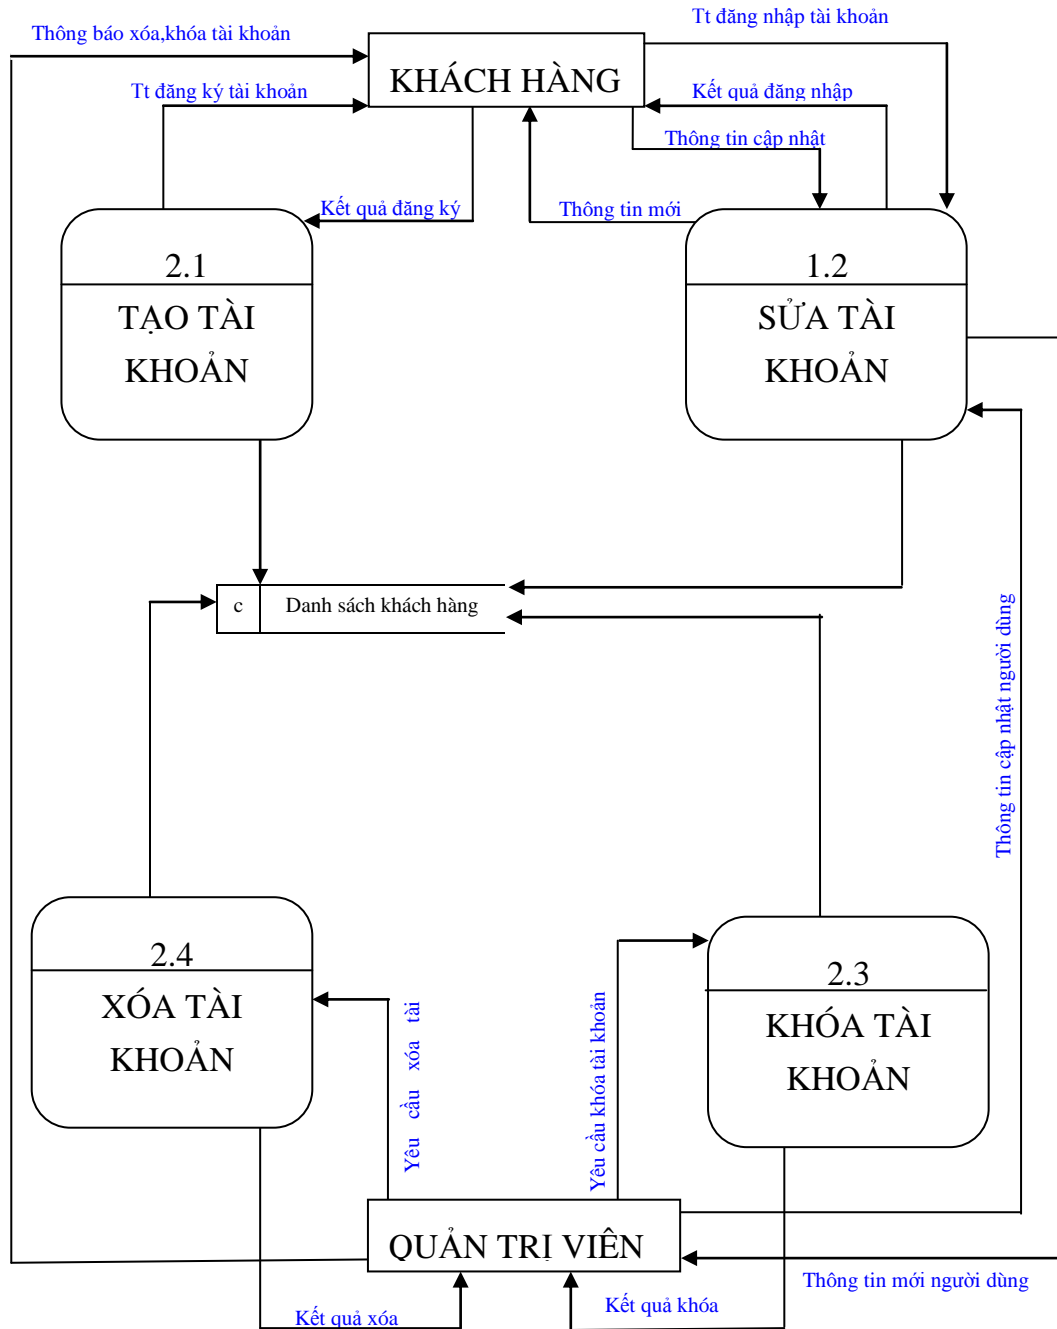 Tt đăng nhập tài khoản
Thông báo xóa,khóa tài khoản
KHÁCH HÀNG
Tt đăng ký tài khoản
Kết quả đăng nhập
Thông tin cập nhật
Kết quả đăng ký
Thông tin mới
2.1
TẠO TÀI
KHOẢN
1.2
SỬA TÀI
KHOẢN
c
Danh sách khách hàng
Thông tin cập nhật người dùng
2.4
XÓA TÀI
KHOẢN
2.3
KHÓA TÀI
KHOẢN
Yêu cầu xóa tài
Yêu cầu khóa tài khoản
QUẢN TRỊ VIÊN
Thông tin mới người dùng
Kết quả xóa
Kết quả khóa